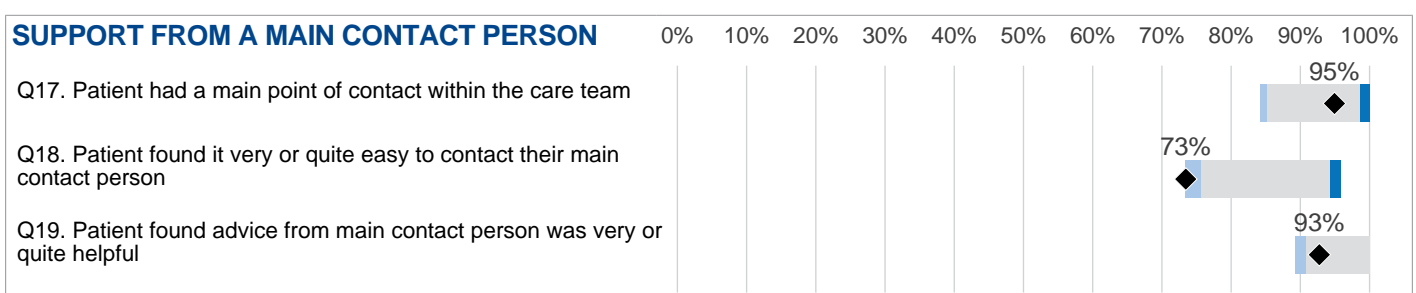 SUPPORT FROM A MAIN CONTACT PERSON 0% 10% 20% 30% 40% 50% 60% 70% 80% 90% 100%
95%
Q17. Patient had a main point of contact within the care team
73%
Q18. Patient found it very or quite easy to contact their main
contact person
93%
Q19. Patient found advice from main contact person was very or
quite helpful